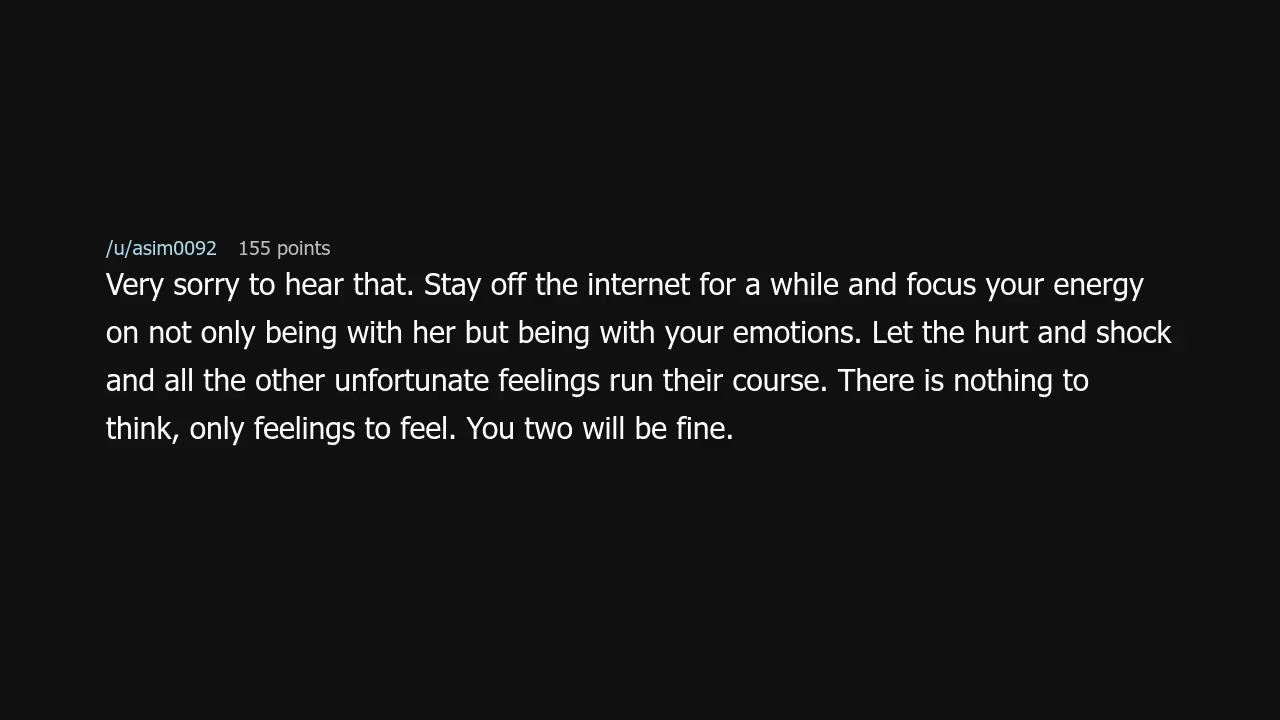 /u/asim0092 155 points
Very sorry to hear that. Stay off the internet for a while and focus your energy
on not only being with her but being with your emotions. Let the hurt and shock
and all the other unfortunate feelings run their course. There is nothing to
think, only feelings to feel. You two will be fine.